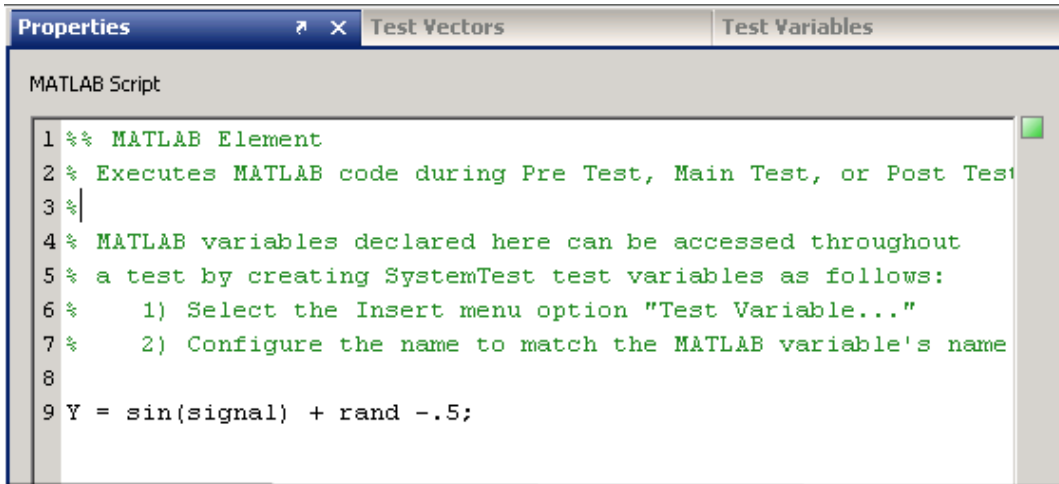 Properties Test Vectors Test Variables
MATLAB Script
1 %% MATLAB Element
2 % Executes MATLAB code during Pre Test, Main Test, or Post Test
3 %
4 % MATLAB variables declared here can be accessed throughout
5 % a test by creating SystemTest test variables as follows:
6 %    1) Select the Insert menu option "Test Variable..."
7 %    2) Configure the name to match the MATLAB variable's name
8
9 Y = sin(signal) + rand -.5;